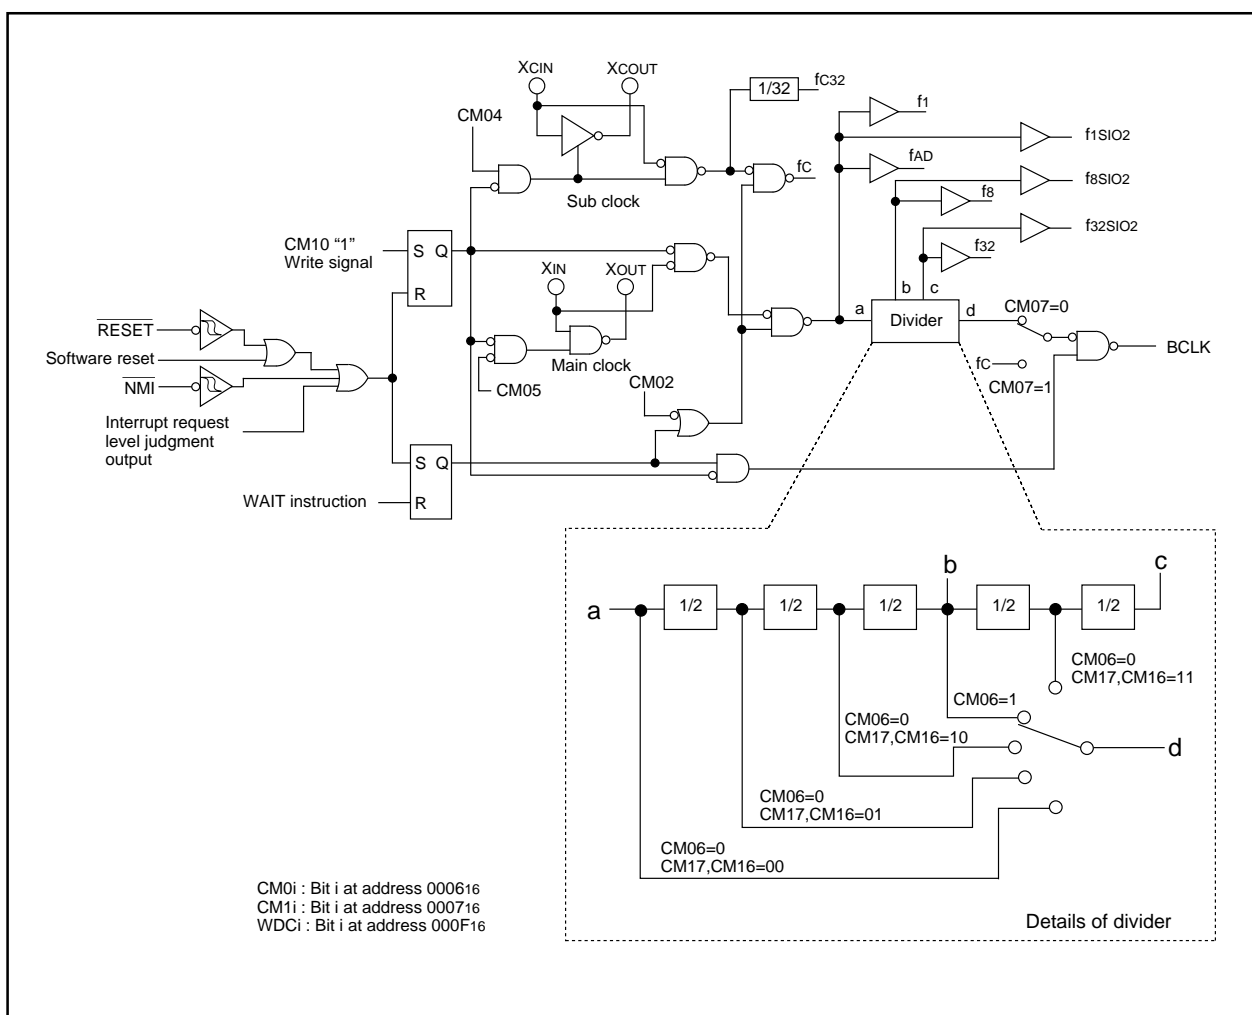 XCIN
XCOUT
1/32
fC32
f1
CM04
f1SIO2
fAD
fC
f8SIO2
f8
Sub clock
f32SIO2
CM10 “1”
Write signal
S Q
R
XIN
XOUT
f32
b c
CM07=0
RESET
a
Divider
d
BCLK
Software reset
Main clock
fC
CM07=1
NMI
CM05
CM02
Interrupt request
level judgment
output
S Q
R
WAIT instruction
b
c
a
1/2
1/2
1/2
1/2
1/2
CM06=0
CM17,CM16=11
CM06=1
CM06=0
CM17,CM16=10
d
CM06=0
CM17,CM16=01
CM06=0
CM17,CM16=00
CM0i : Bit i at address 000616
CM1i : Bit i at address 000716
WDCi : Bit i at address 000F16
Details of divider